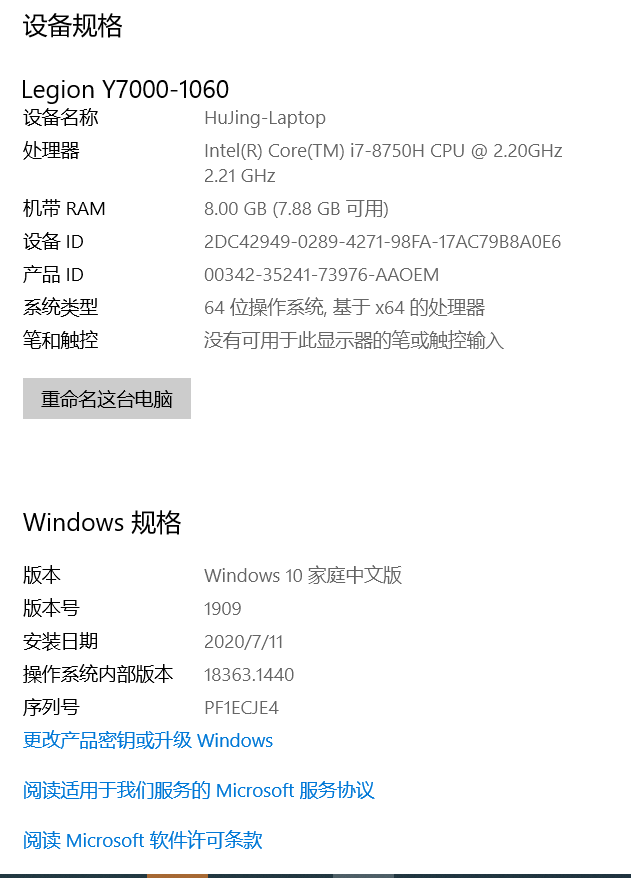 设备规格
Legion Y7000-1060
设备名称 HuJing-Laptop
处理器 Intel(R) Core(TM) i7-8750H CPU @ 2.20GHz
2.21 GHz
机带 RAM 8.00 GB (7.88 GB 可用)
设备 ID 2DC42949-0289-4271-98FA-17AC79B8A0E6
产品 ID 00342-35241-73976-AAOEM
系统类型 64 位操作系统, 基于 x64 的处理器
笔和触控 没有可用于此显示器的笔或触控输入
重命名这台电脑
Windows 规格
版本 Windows 10 家庭中文版
版本号 1909
安装日期 2020/7/11
操作系统内部版本 18363.1440
序列号 PF1ECJE4
更改产品密钥或升级 Windows
阅读适用于我们服务的 Microsoft 服务协议
阅读 Microsoft 软件许可条款